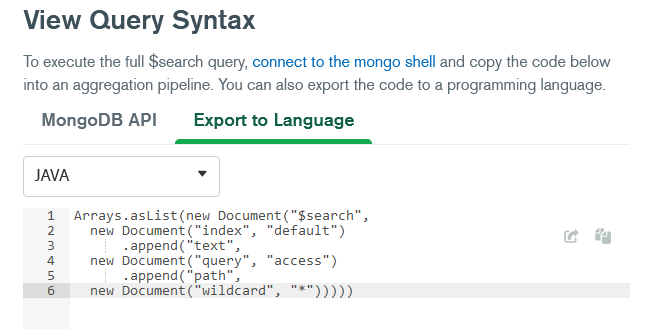 View Query Syntax
To execute the full $search query, connect to the mongo shell and copy the code below
into an aggregation pipeline. You can also export the code to a programming language.
MongoDB API Export to Language
JAVA
1 Arrays.asList(new Document("$search",
2 new Document("index", "default")
3 .append("text",
4 new Document("query", "access")
5 .append("path",
6 new Document("wildcard", "*")))))